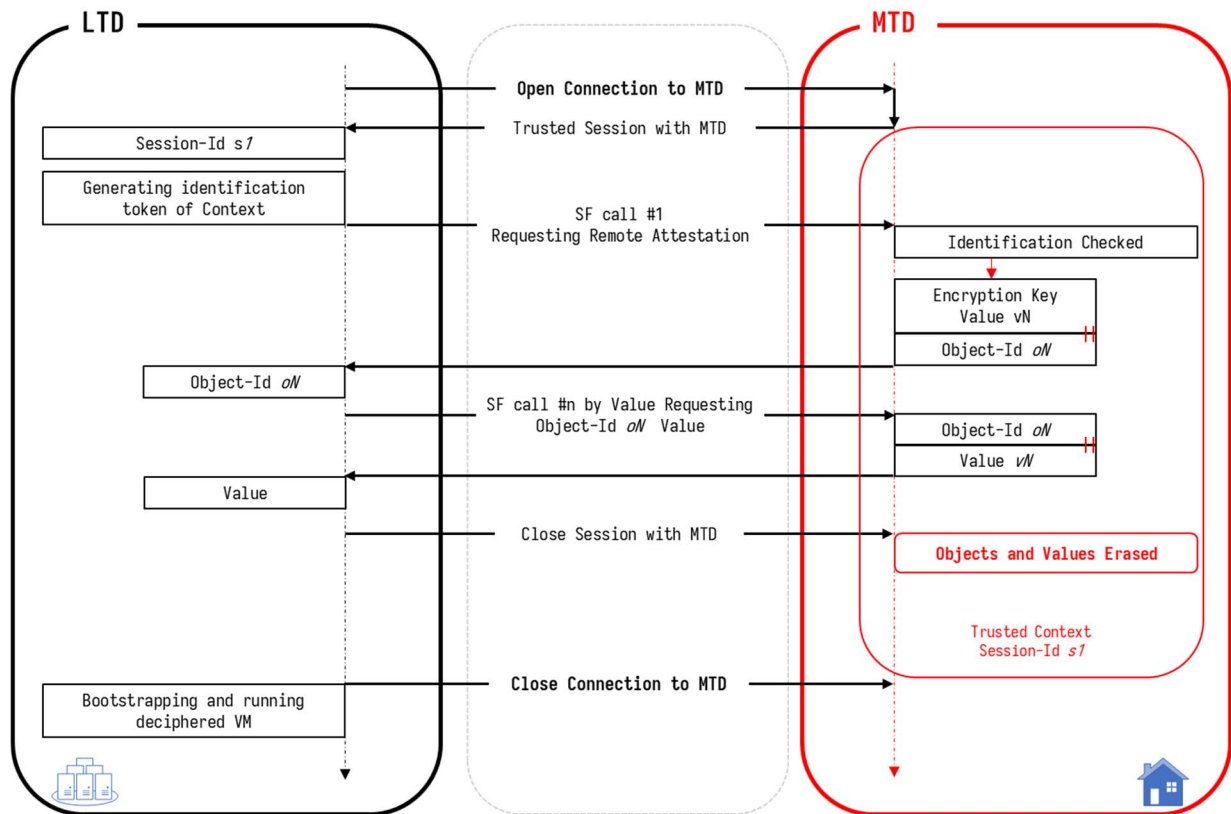 LTD
MTD
Open Connection to MTD
Trusted Session with MTD
Session-Id s1
Generating identification
token of Context
SF call #1
Requesting Remote Attestation
Identification Checked
Encryption Key
Value vN
Object-Id oN
Object-Id oN
SF call #n by Value Requesting
Object-Id oN Value
Object-Id oN
Value vN
Value
Close Session with MTD
Objects and Values Erased
Trusted Context
Session-Id s1
Close Connection to MTD
Bootstrapping and running
deciphered VM